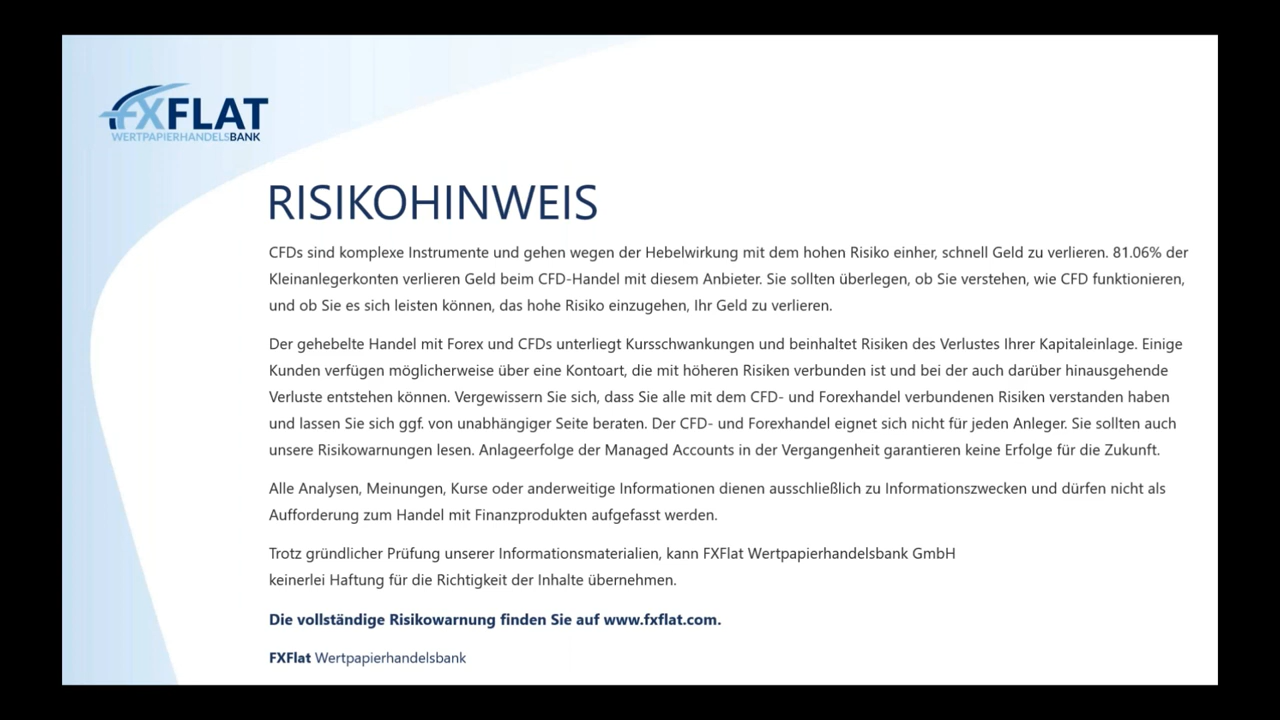 FXFLAT
WERTPAPIERHANDELSBANK
RISIKOHINWEIS
CFDs sind komplexe Instrumente und gehen wegen der Hebelwirkung mit dem hohen Risiko einher, schnell Geld zu verlieren. 81.06% der
Kleinanlegerkonten verlieren Geld beim CFD-Handel mit diesem Anbieter. Sie sollten überlegen, ob Sie verstehen, wie CFD funktionieren,
und ob Sie es sich leisten können, das hohe Risiko einzugehen, Ihr Geld zu verlieren.
Der gehebelte Handel mit Forex und CFDs unterliegt Kursschwankungen und beinhaltet Risiken des Verlustes Ihrer Kapitaleinlage. Einige
Kunden verfügen möglicherweise über eine Kontoart, die mit höheren Risiken verbunden ist und bei der auch darüber hinausgehende
Verluste entstehen können. Vergewissern Sie sich, dass Sie alle mit dem CFD- und Forexhandel verbundenen Risiken verstanden haben
und lassen Sie sich ggf. von unabhängiger Seite beraten. Der CFD- und Forexhandel eignet sich nicht für jeden Anleger. Sie sollten auch
unsere Risikowarnungen lesen. Anlageerfolge der Managed Accounts in der Vergangenheit garantieren keine Erfolge für die Zukunft.
Alle Analysen, Meinungen, Kurse oder anderweitige Informationen dienen ausschließlich zu Informationszwecken und dürfen nicht als
Aufforderung zum Handel mit Finanzprodukten aufgefasst werden.
Trotz gründlicher Prüfung unserer Informationsmaterialien, kann FXFlat Wertpapierhandelsbank GmbH
keinerlei Haftung für die Richtigkeit der Inhalte übernehmen.
Die vollständige Risikowarnung finden Sie auf www.fxflat.com.
FXFlat Wertpapierhandelsbank